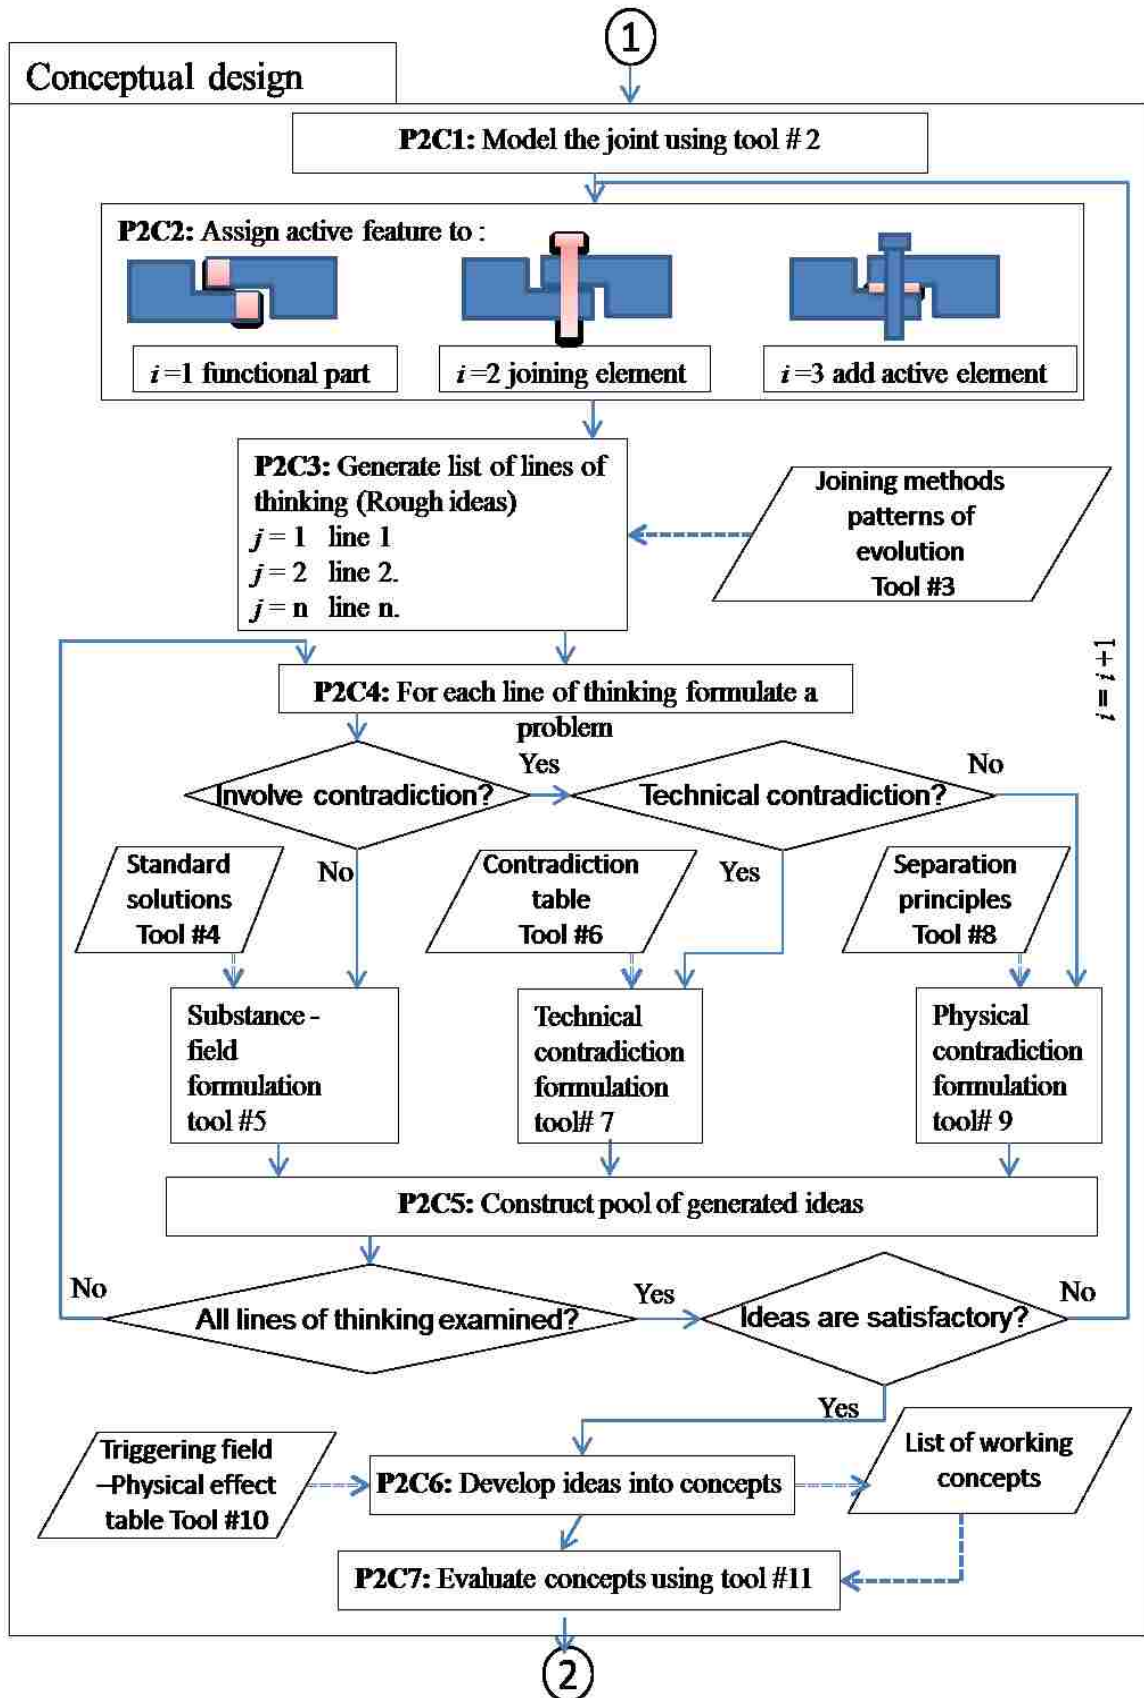 1
Conceptual design
P2C1: Model the joint using tool # 2
P2C2: Assign active feature to :
i =1 functional part
i =2 joining element
i =3 add active element
P2C3: Generate list of lines of
thinking (Rough ideas)
j = 1 line 1
j = 2 line 2.
j = n line n.
Joining methods
patterns of
evolution
Tool #3
i = i +1
P2C4: For each line of thinking formulate a
problem
Involve contradiction?
Yes
Technical contradiction?
No
No
Yes
Standard
solutions
Tool #4
Contradiction
table
Tool #6
Separation
principles
Tool #8
Substance -
field
formulation
tool #5
Technical
contradiction
formulation
tool# 7
Physical
contradiction
formulation
tool# 9
P2C5: Construct pool of generated ideas
No
All lines of thinking examined?
Yes
Ideas are satisfactory?
No
Yes
Triggering field
–Physical effect
table Tool #10
P2C6: Develop ideas into concepts
List of working
concepts
P2C7: Evaluate concepts using tool #11
2